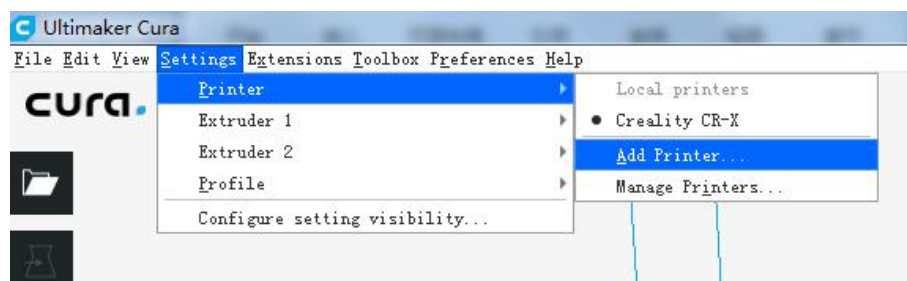 Ultimaker Cura
File Edit View Settings Extensions Toolbox Preferences Help
cura.
Printer
Extruder 1
Extruder 2
Profile
Configure setting visibility...
Local printers
Creality CR-X
Add Printer...
Manage Printers...